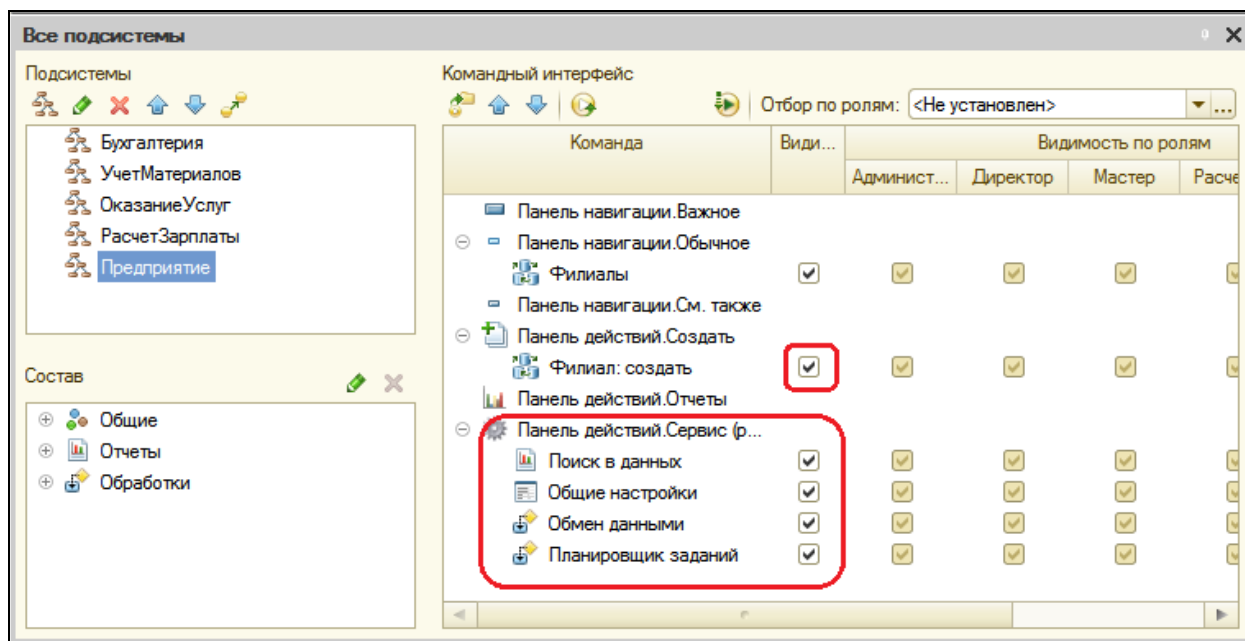 Все подсистемы
Подсистемы
Бухгалтерия
УчетМатериалов
ОказаниеУслуг
РасчетЗарплаты
Предприятие
Состав
Общие
Отчеты
Обработки
Командный интерфейс
Отбор по ролям: <Не установлен>
Команда Види... Видимость по ролям
Админист... Директор Мастер Расче
Панель навигации.Важное
Панель навигации.Обычное
Филиалы
Панель навигации.См. также
Панель действий.Создать
Филиал: создать
Панель действий.Отчеты
Панель действий.Сервис (р...
Поиск в данных
Общие настройки
Обмен данными
Планировщик заданий